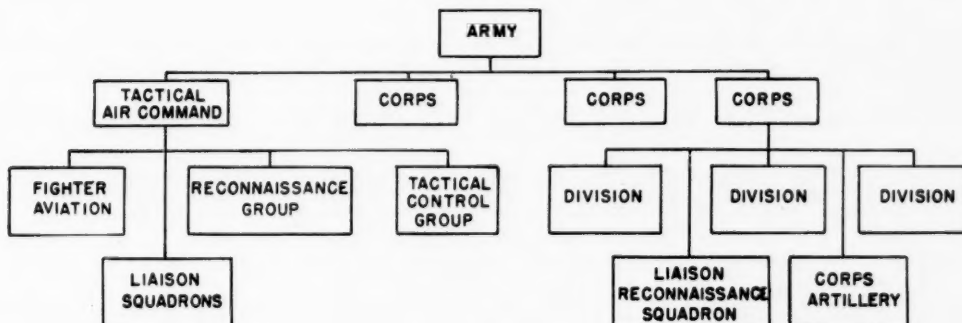 ARMY
TACTICAL
AIR COMMAND
CORPS
CORPS
CORPS
FIGHTER
AVIATION
RECONNAISSANCE
GROUP
TACTICAL
CONTROL
GROUP
DIVISION
DIVISION
DIVISION
LIAISON
SQUADRONS
LIAISON
RECONNAISSANCE
SQUADRON
CORPS
ARTILLERY